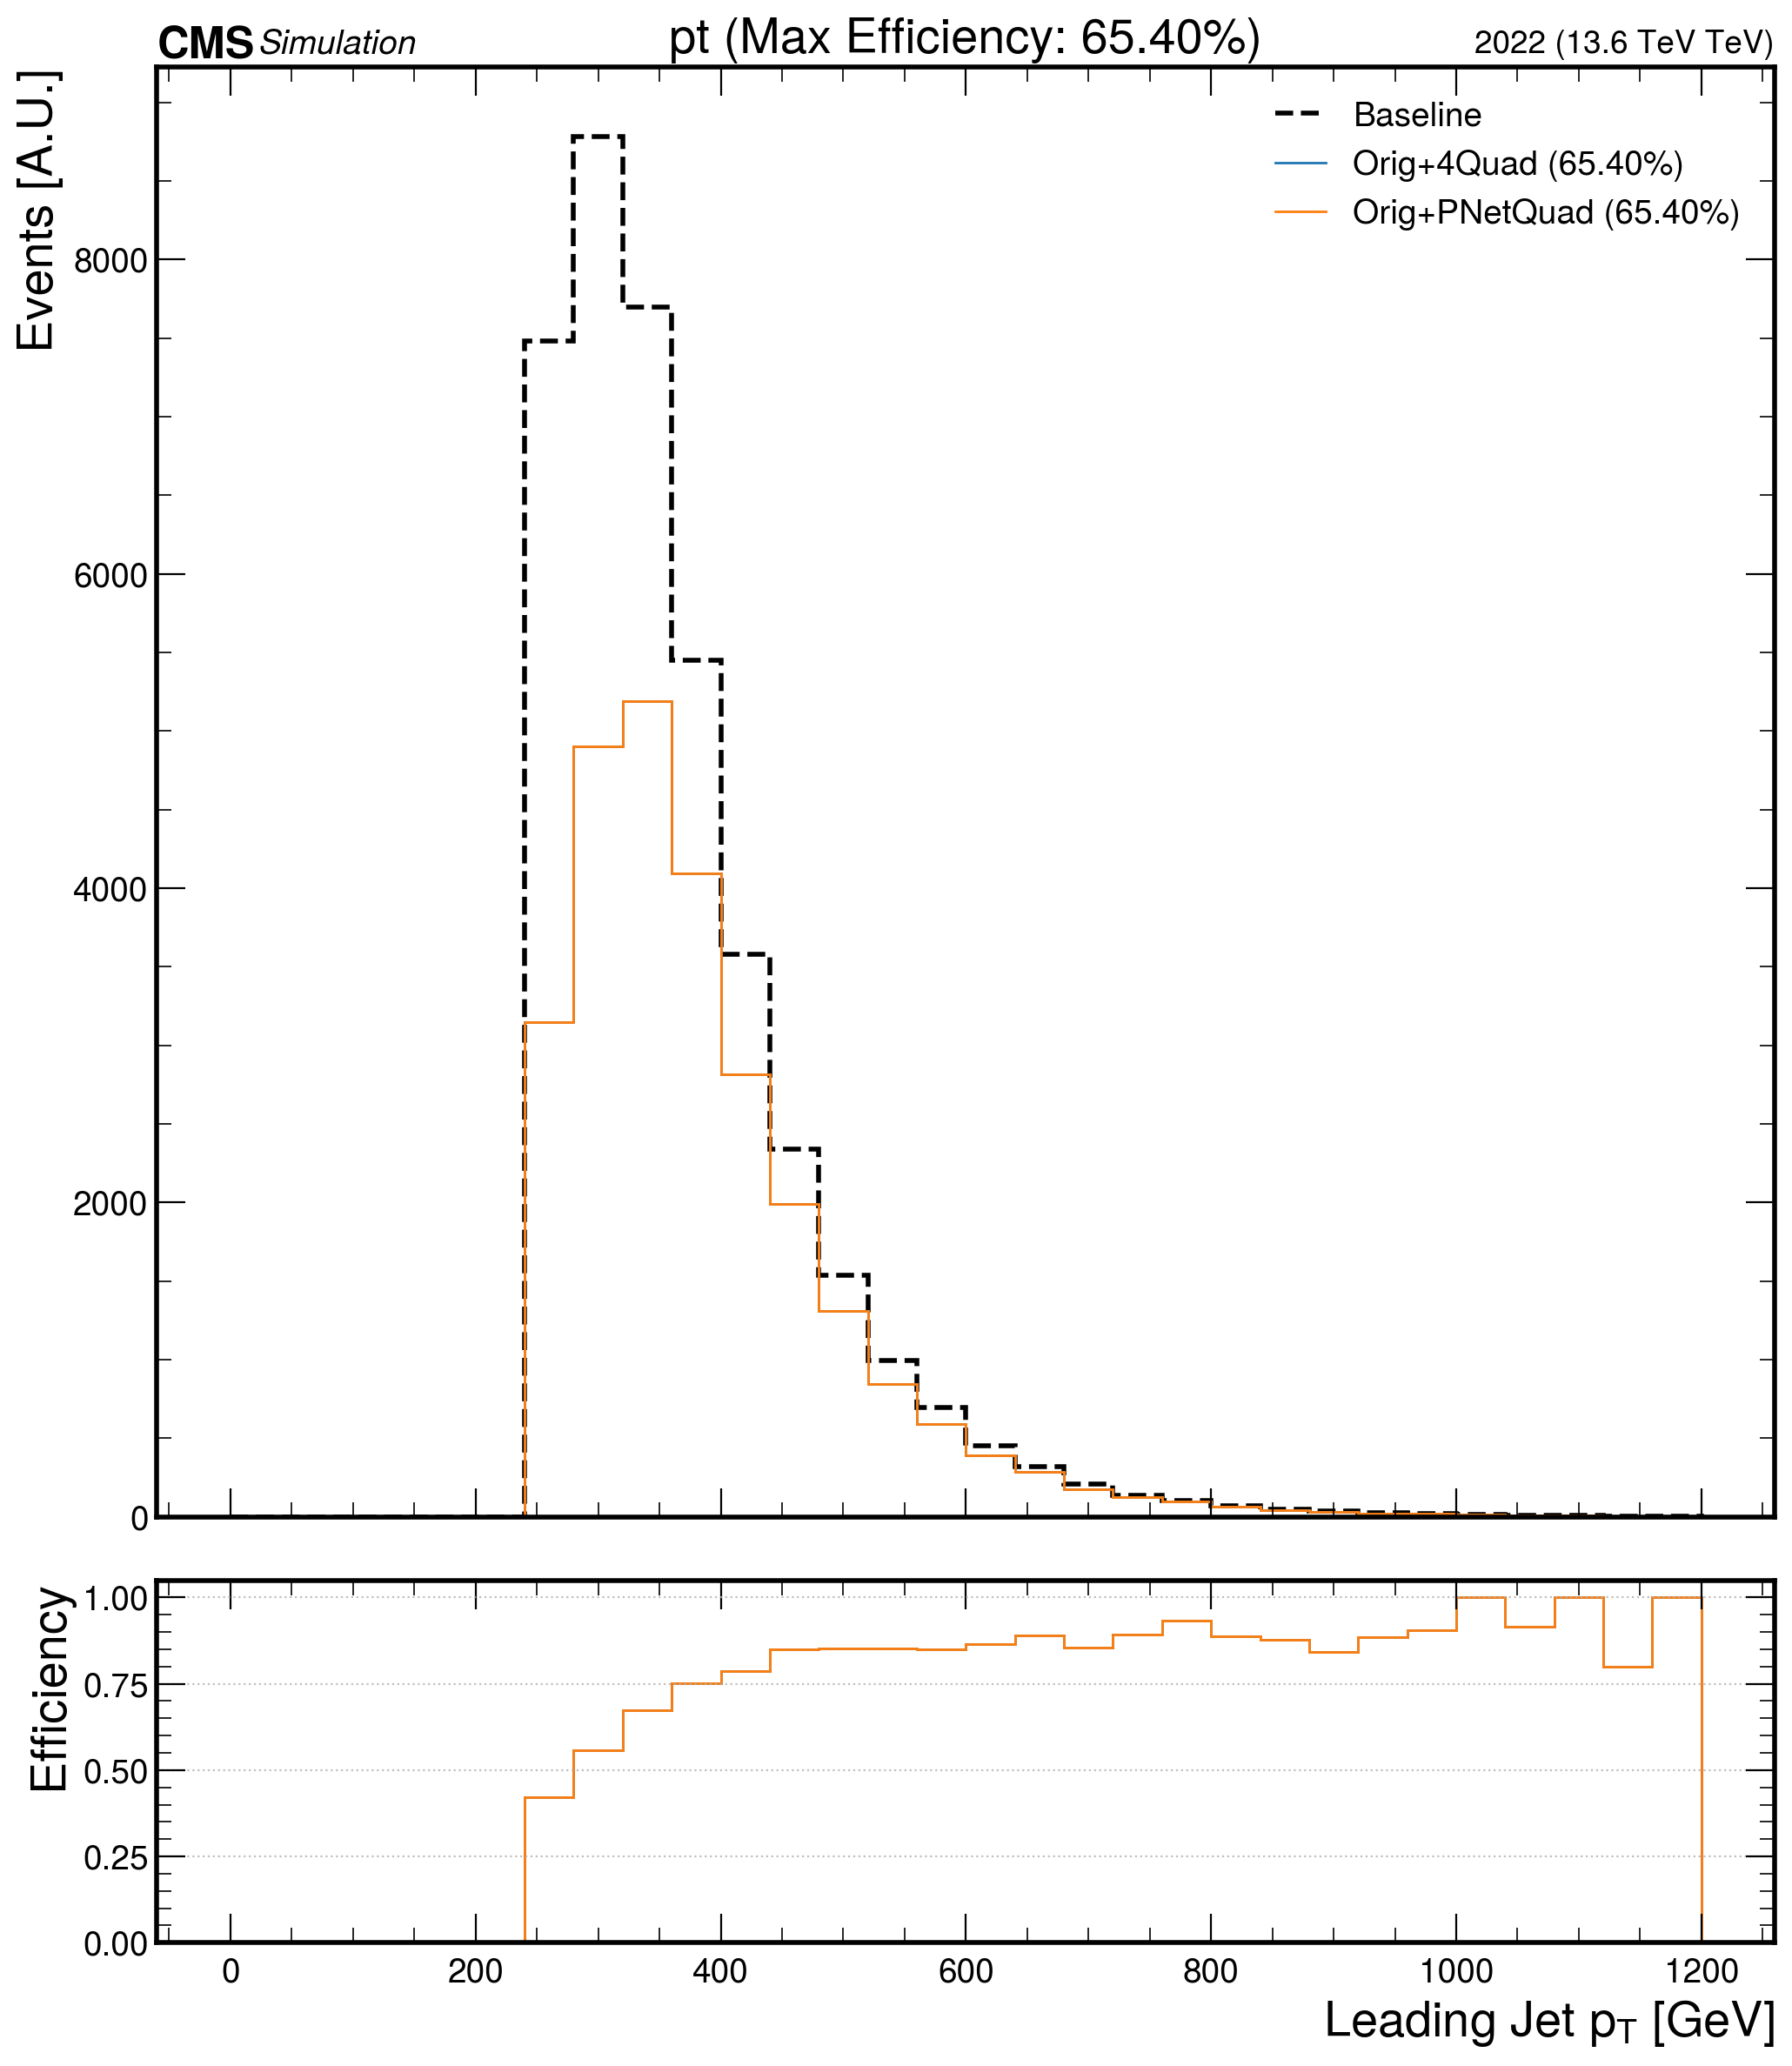 CMS Simulation pt (Max Efficiency: 65.40%) 2022 (13.6 TeV TeV)
Events [A.U.]
Baseline
Orig+4Quad (65.40%)
Orig+PNetQuad (65.40%)
8000
6000
4000
2000
0
Efficiency
1.00
0.75
0.50
0.25
0.00
0 200 400 600 800 1000 1200
Leading Jet pT [GeV]